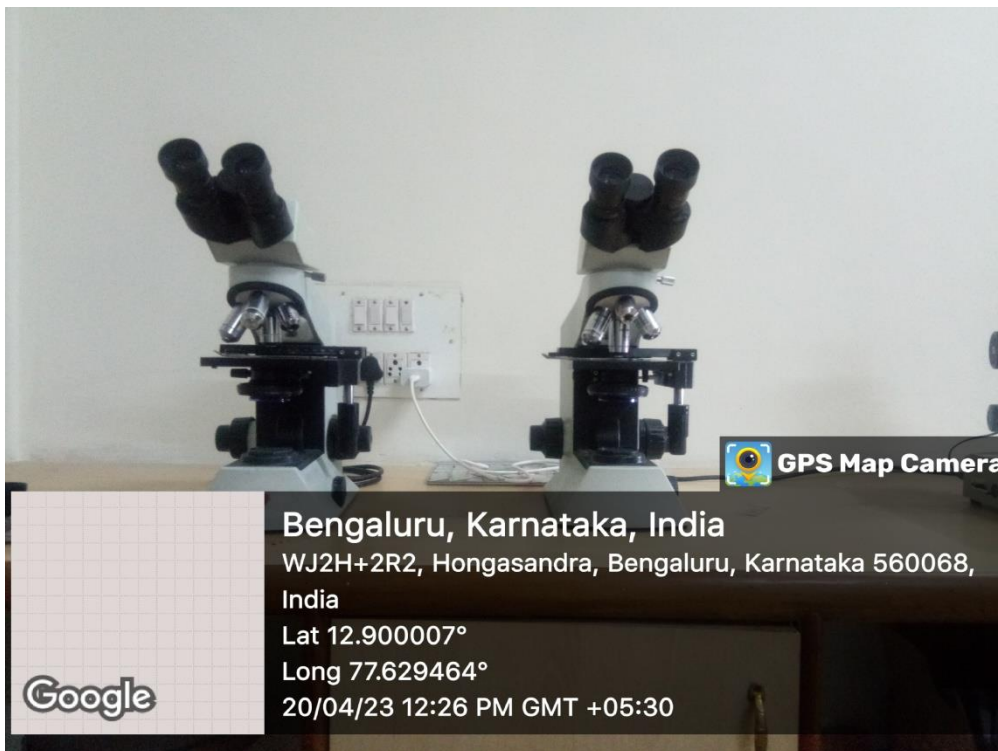 GPS Map Camera
Bengaluru, Karnataka, India
WJ2H+2R2, Hongasandra, Bengaluru, Karnataka 560068,
India
Lat 12.900007°
Long 77.629464°
20/04/23 12:26 PM GMT +05:30
Google